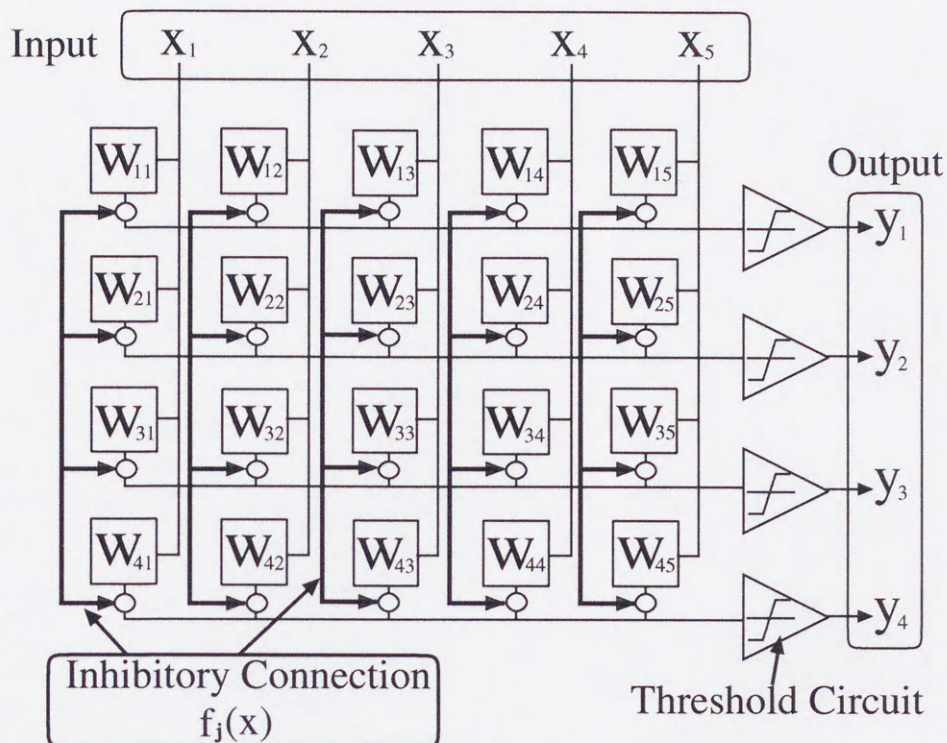 Input X1 X2 X3 X4 X5
W11 W12 W13 W14 W15
Output
y1
W21 W22 W23 W24 W25
y2
W31 W32 W33 W34 W35
y3
W41 W42 W43 W44 W45
y4
Inhibitory Connection
fj(x)
Threshold Circuit